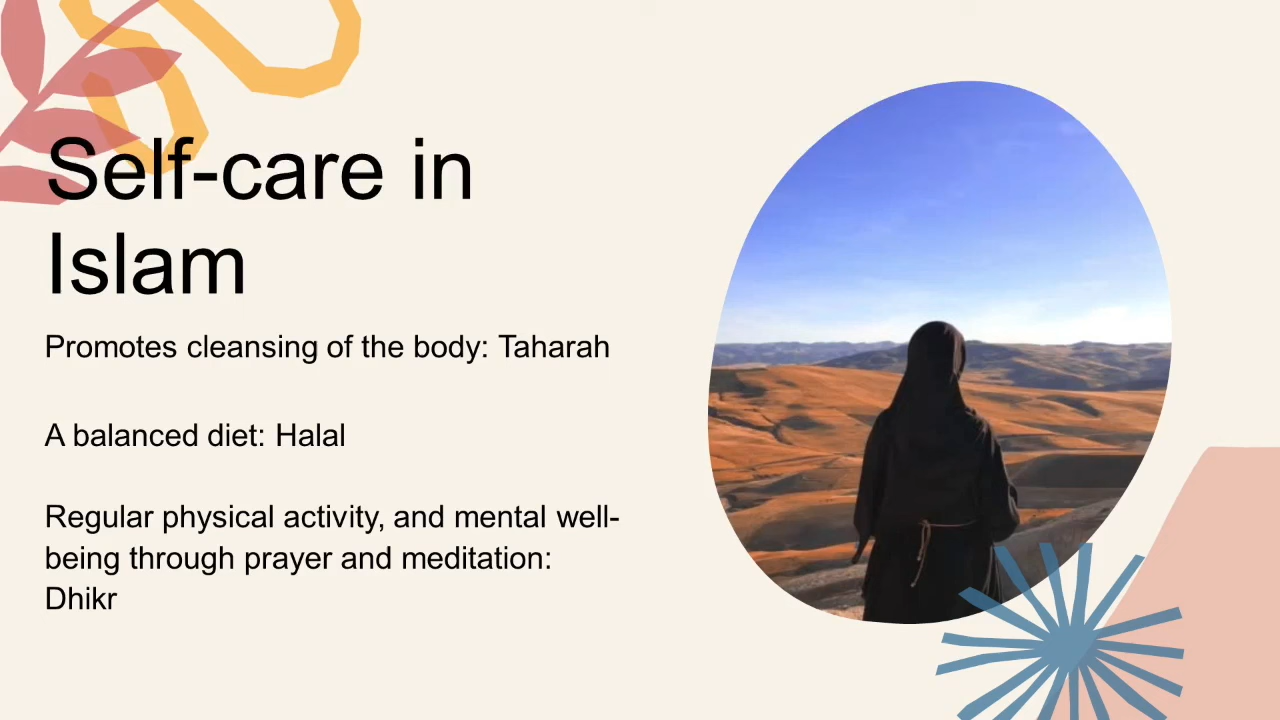 Self-care in
Islam
Promotes cleansing of the body: Taharah
A balanced diet: Halal
Regular physical activity, and mental well-
being through prayer and meditation:
Dhikr